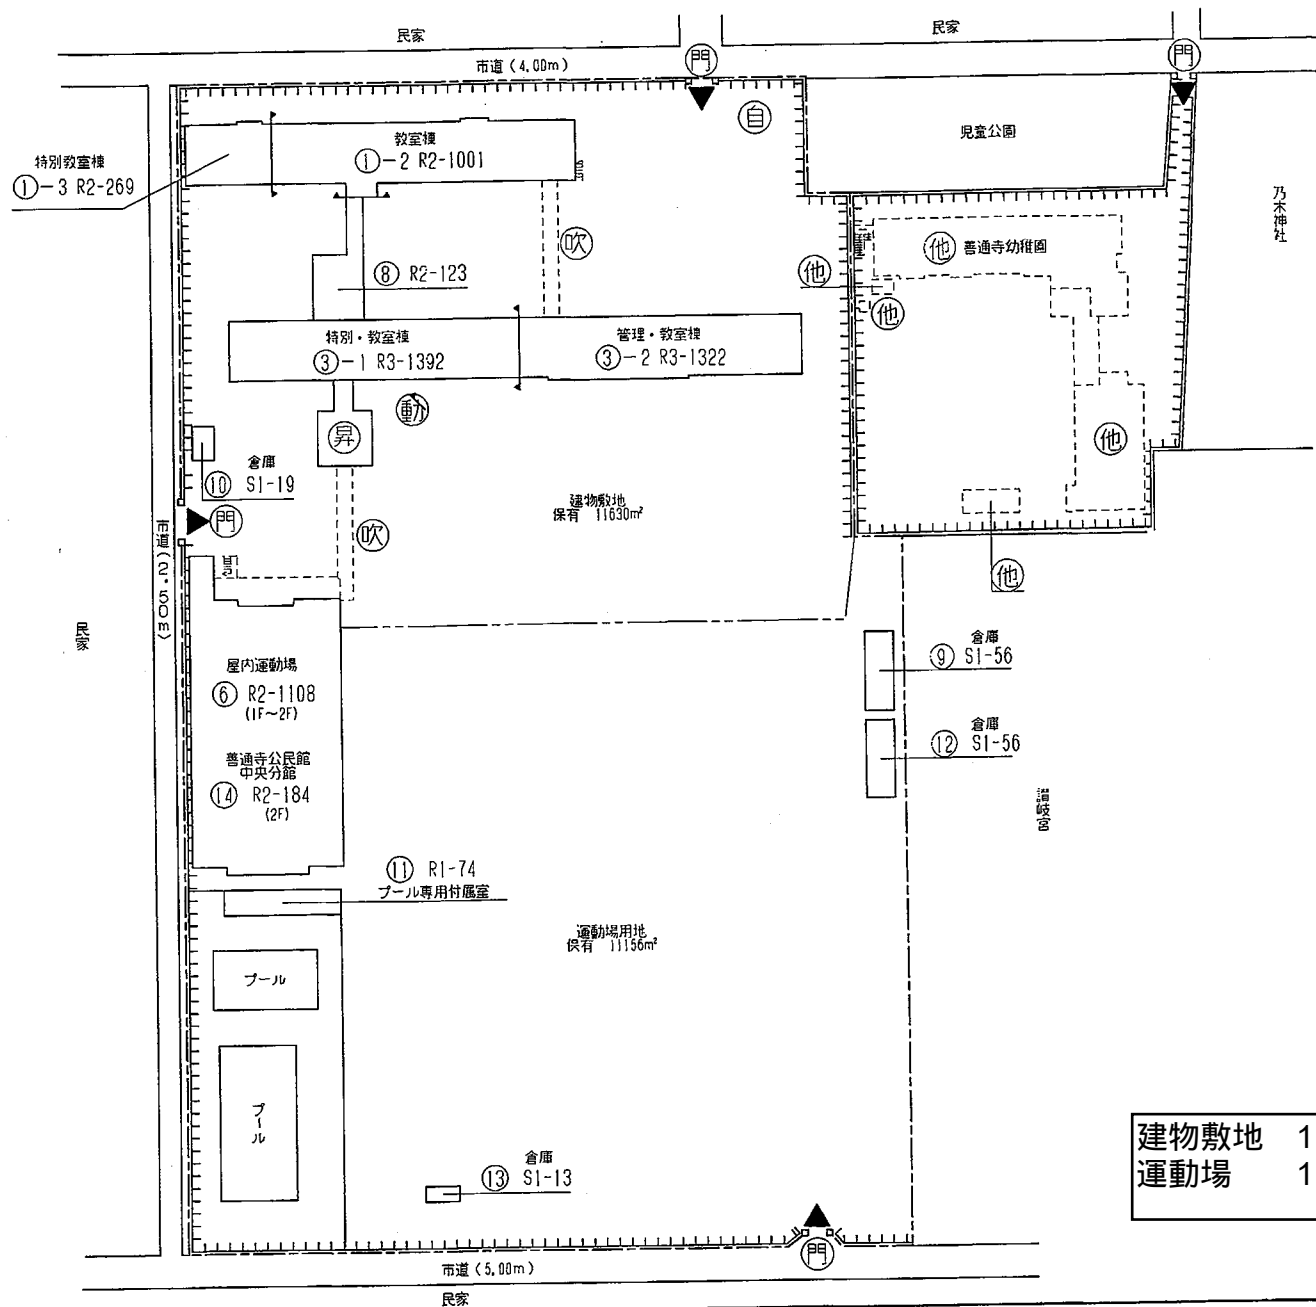 民家
民家
市道(4.00m)
門
門
自
児童公園
乃木神社
特別教室棟
①-3 R2-269
教室棟
①-2 R2-1001
吹
⑧ R2-123
他
善通寺幼稚園
他
他
特別・教室棟
③-1 R3-1392
管理・教室棟
③-2 R3-1322
動
昇
他
倉庫
⑩ S1-19
門
建物敷地
保有 11630㎡
吹
他
市道(2.50m)
民家
屋内運動場
⑥ R2-1108
(1F~2F)
善通寺公民館
中央分館
⑭ R2-184
(2F)
倉庫
⑨ S1-56
倉庫
⑫ S1-56
讃岐宮
⑪ R1-74
プール専用付属室
運動場用地
保有 11156㎡
プール
プール
倉庫
⑬ S1-13
建物敷地 1
運動場 1
門
市道(5.00m)
民家